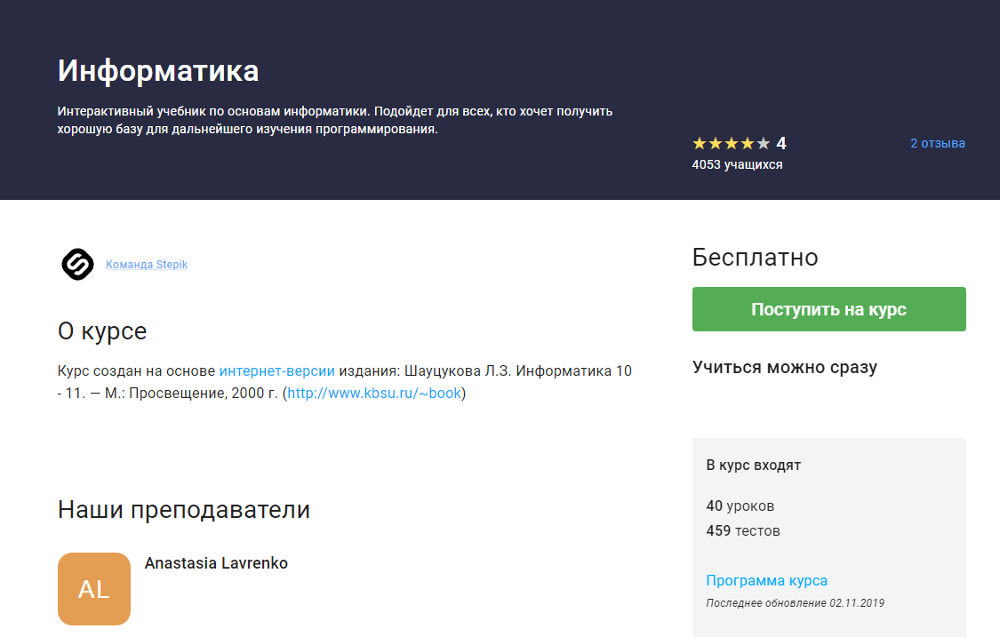 Информатика
Интерактивный учебник по основам информатики. Подойдет для всех, кто хочет получить
хорошую базу для дальнейшего изучения программирования.
4
2 отзыва
4053 учащихся
Команда Stepik
О курсе
Курс создан на основе интернет-версии издания: Шауцукова Л.З. Информатика 10
- 11. — М.: Просвещение, 2000 г. (http://www.kbsu.ru/~book)
Наши преподаватели
AL
Anastasia Lavrenko
Бесплатно
Поступить на курс
Учиться можно сразу
В курс входят
40 уроков
459 тестов
Программа курса
Последнее обновление 02.11.2019